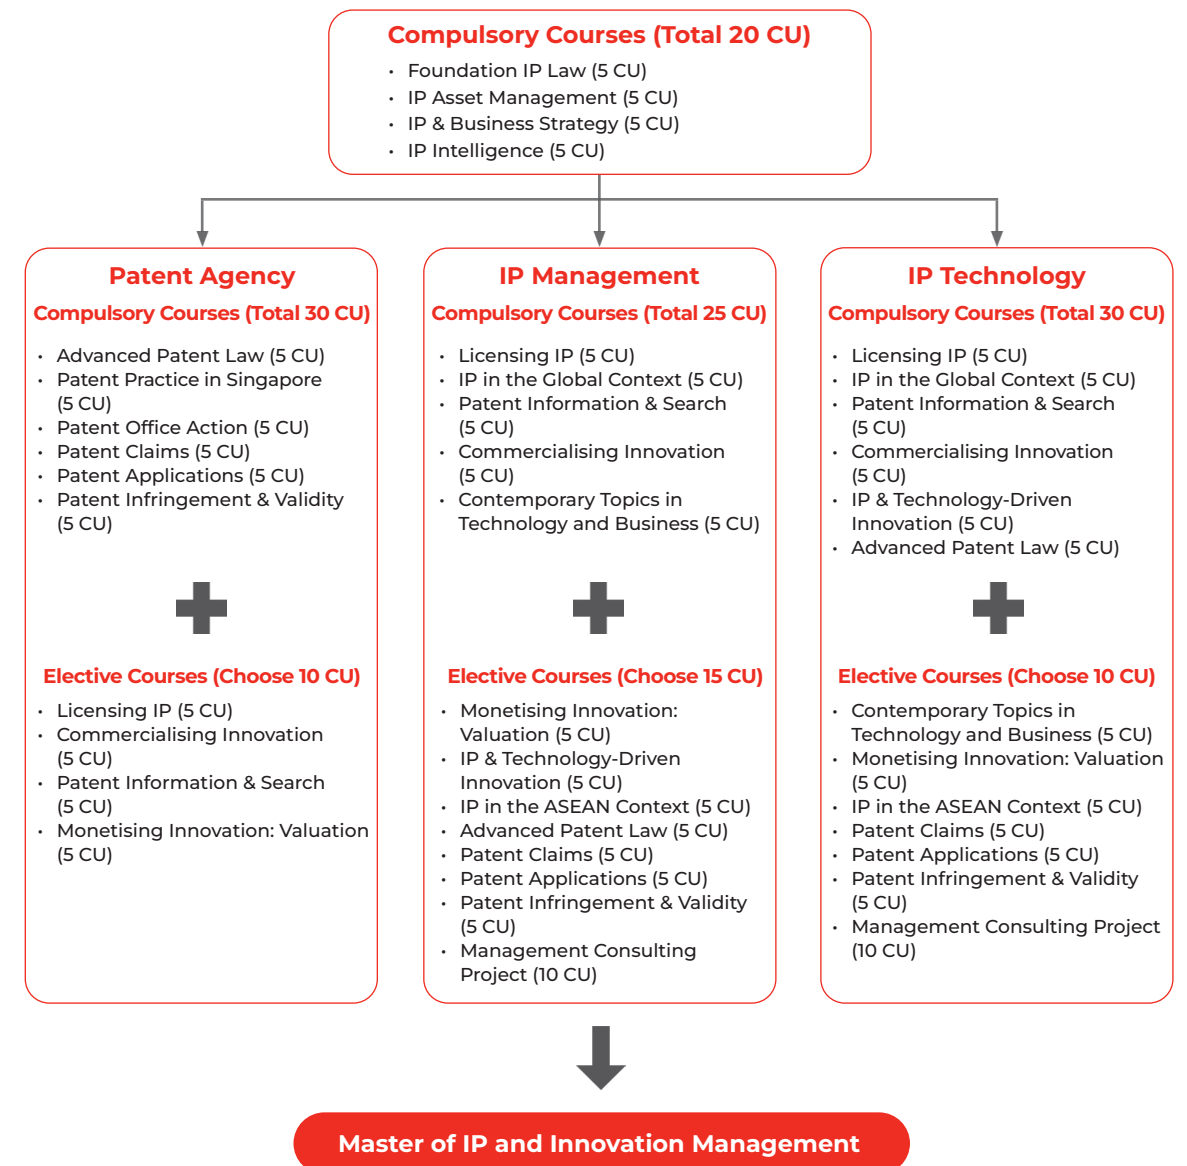 Compulsory Courses (Total 20 CU)
• Foundation IP Law (5 CU)
• IP Asset Management (5 CU)
• IP & Business Strategy (5 CU)
• IP Intelligence (5 CU)
Patent Agency
Compulsory Courses (Total 30 CU)
• Advanced Patent Law (5 CU)
• Patent Practice in Singapore
(5 CU)
• Patent Office Action (5 CU)
• Patent Claims (5 CU)
• Patent Applications (5 CU)
• Patent Infringement & Validity
(5 CU)
Elective Courses (Choose 10 CU)
• Licensing IP (5 CU)
• Commercialising Innovation
(5 CU)
• Patent Information & Search
(5 CU)
• Monetising Innovation: Valuation
(5 CU)
IP Management
Compulsory Courses (Total 25 CU)
• Licensing IP (5 CU)
• IP in the Global Context (5 CU)
• Patent Information & Search
(5 CU)
• Commercialising Innovation
(5 CU)
• Contemporary Topics in
Technology and Business (5 CU)
Elective Courses (Choose 15 CU)
• Monetising Innovation:
Valuation (5 CU)
• IP & Technology-Driven
Innovation (5 CU)
• IP in the ASEAN Context (5 CU)
• Advanced Patent Law (5 CU)
• Patent Claims (5 CU)
• Patent Applications (5 CU)
• Patent Infringement & Validity
(5 CU)
• Management Consulting
Project (10 CU)
IP Technology
Compulsory Courses (Total 30 CU)
• Licensing IP (5 CU)
• IP in the Global Context (5 CU)
• Patent Information & Search
(5 CU)
• Commercialising Innovation
(5 CU)
• IP & Technology-Driven
Innovation (5 CU)
• Advanced Patent Law (5 CU)
Elective Courses (Choose 10 CU)
• Contemporary Topics in
Technology and Business (5 CU)
• Monetising Innovation: Valuation
(5 CU)
• IP in the ASEAN Context (5 CU)
• Patent Claims (5 CU)
• Patent Applications (5 CU)
• Patent Infringement & Validity
(5 CU)
• Management Consulting Project
(10 CU)
Master of IP and Innovation Management